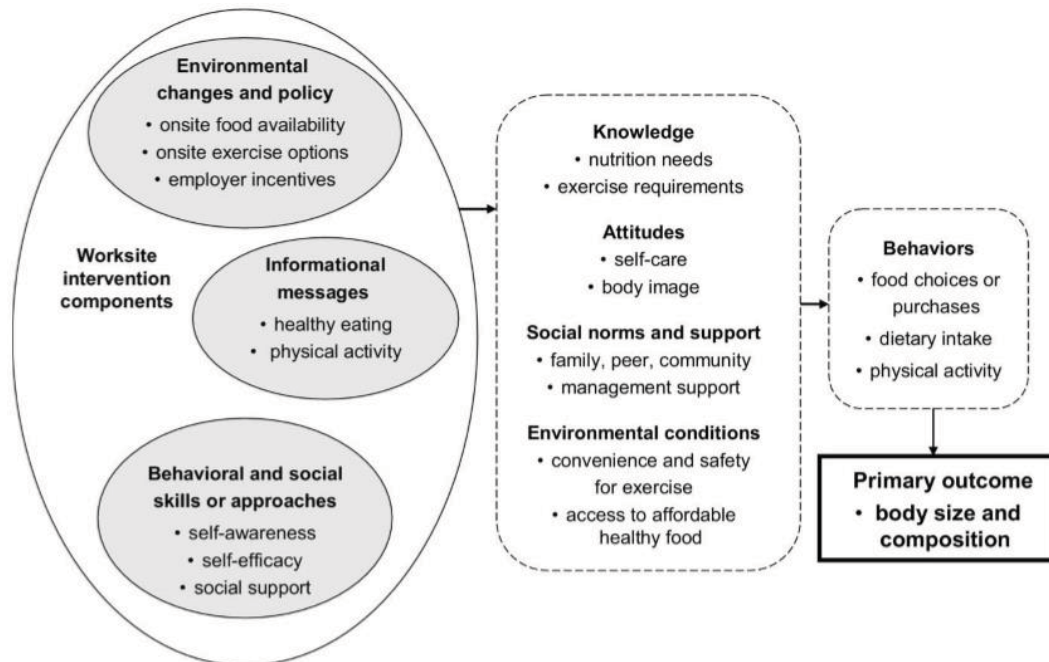 Environmental
changes and policy
• onsite food availability
• onsite exercise options
• employer incentives
Worksite
intervention
components
Informational
messages
• healthy eating
• physical activity
Behavioral and social
skills or approaches
• self-awareness
• self-efficacy
• social support
Knowledge
• nutrition needs
• exercise requirements
Attitudes
• self-care
• body image
Social norms and support
• family, peer, community
• management support
Environmental conditions
• convenience and safety
for exercise
• access to affordable
healthy food
Behaviors
• food choices or
purchases
• dietary intake
• physical activity
Primary outcome
• body size and
composition